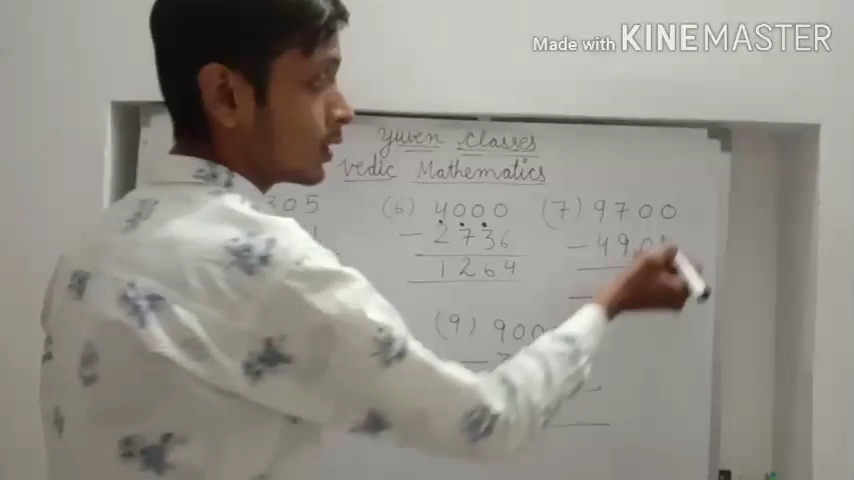 Made with KINEMASTER
Yuven Classes
Vedic Mathematics
305 (6) 4000 (7) 9700
- 2736 - 490
1264
(9) 900